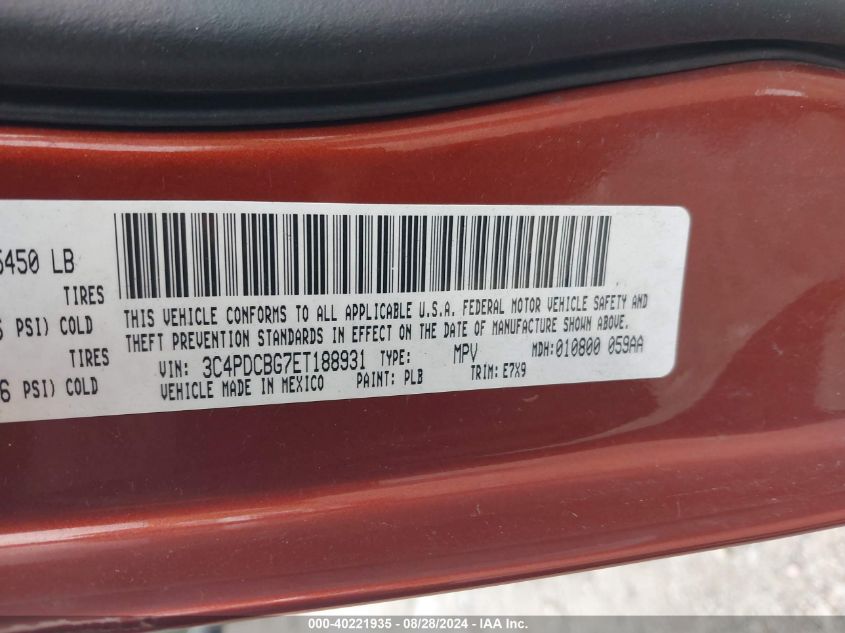 5450 LB
TIRES
THIS VEHICLE CONFORMS TO ALL APPLICABLE U.S.A. FEDERAL MOTOR VEHICLE SAFETY AND
PSI) COLD
THEFT PREVENTION STANDARDS IN EFFECT ON THE DATE OF MANUFACTURE SHOWN ABOVE.
TIRES
VIN: 3C4PDCBG7ET188931 TYPE: MPV MDH:010800 059AA
6 PSI) COLD
VEHICLE MADE IN MEXICO PAINT: PLB TRIM: E7X9
000-40221935 - 08/28/2024 - IAA Inc.